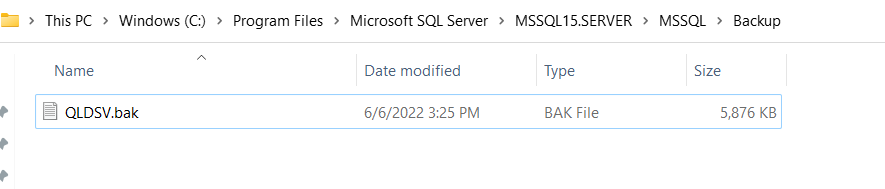 This PC > Windows (C:) > Program Files > Microsoft SQL Server > MSSQL15.SERVER > MSSQL > Backup
Name Date modified Type Size
QLDSV.bak 6/6/2022 3:25 PM BAK File 5,876 KB